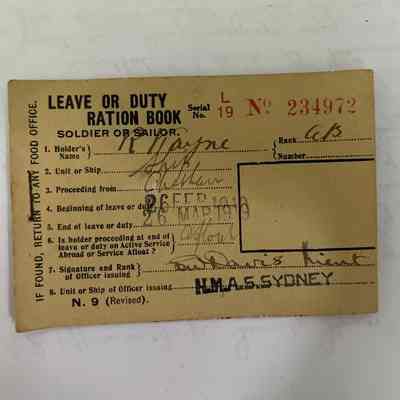 LEAVE OR DUTY
RATION BOOK
Serial No. L/19 No 234972
SOLDIER OR SAILOR.
1. Holder's Name } R Wayne Rank AB
Number
2. Unit or Ship
3. Proceeding from Chatham
4. Beginning of leave or duty 26 FEB 1919
5. End of leave or duty 26 MAR 1919
6. Is holder proceeding at end of
leave or duty on Active Service
Abroad or Service Afloat ? Afloat
7. Signature and Rank
of Officer issuing Davis Lieut
8. Unit or Ship of Officer issuing H.M.A.S. SYDNEY
N. 9 (Revised).
IF FOUND, RETURN TO ANY FOOD OFFICE.